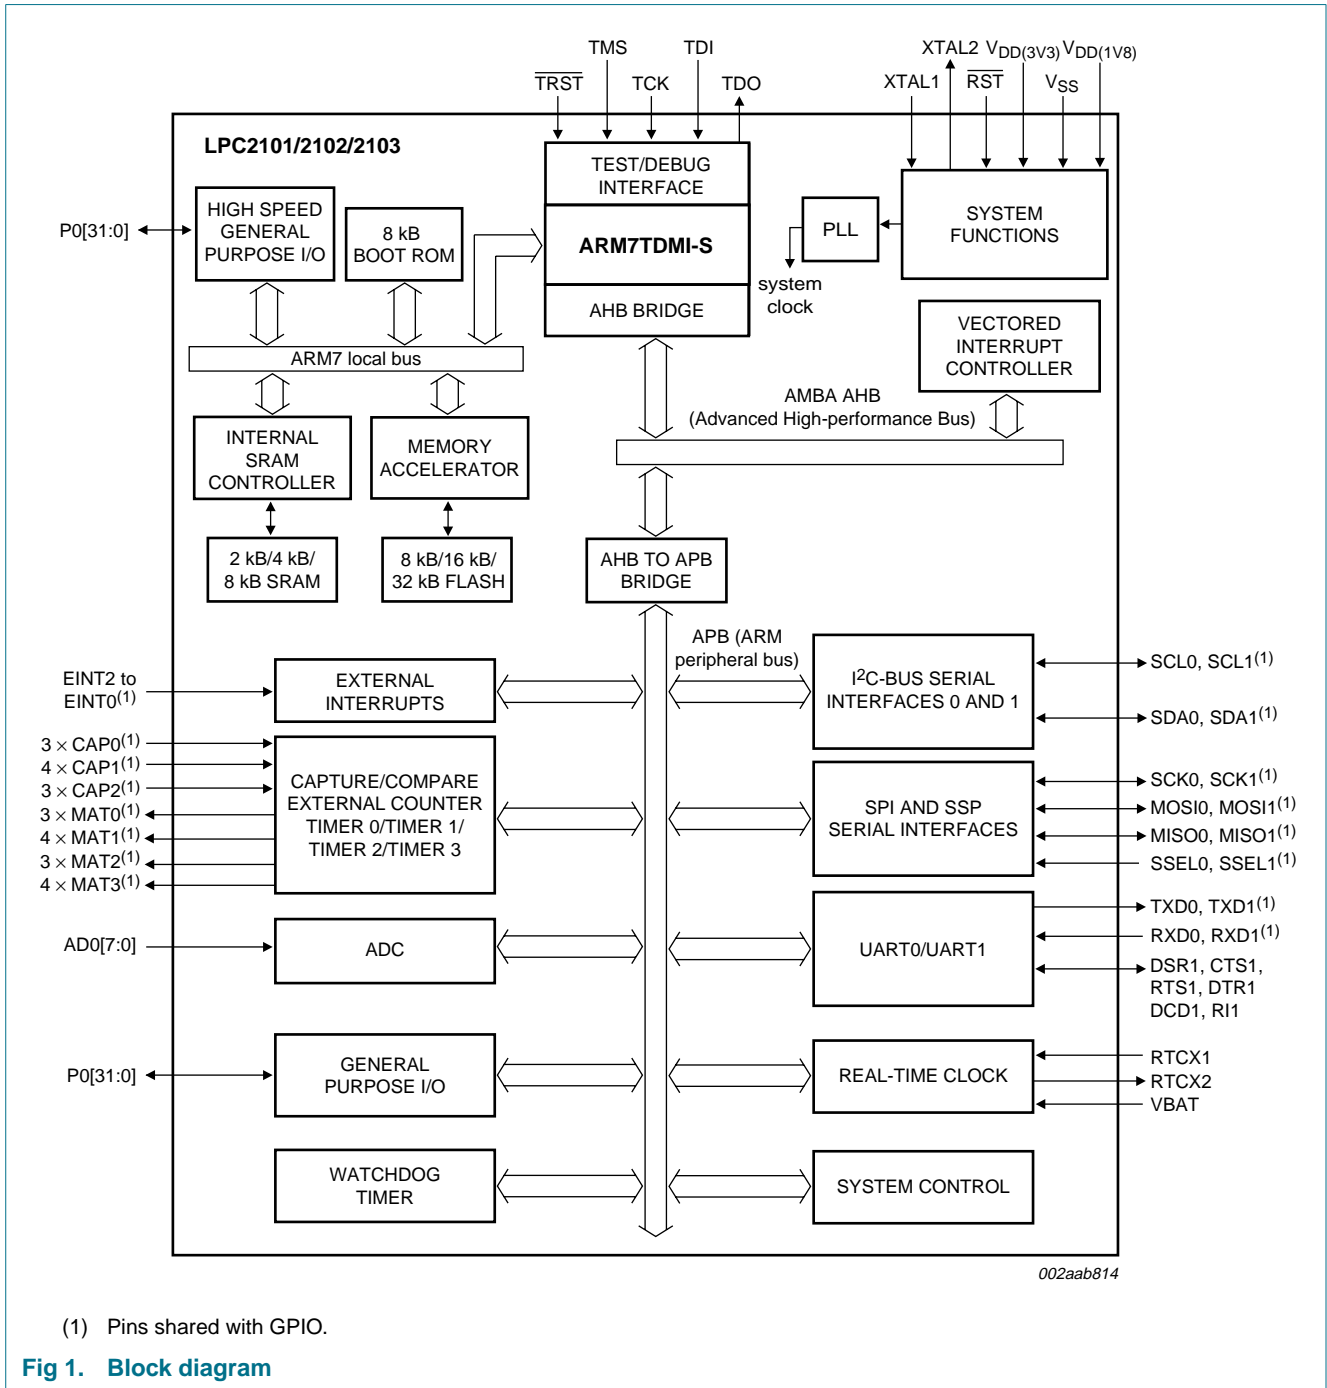 TMS
TDI
XTAL2
VDD(3V3)
VDD(1V8)
TRST
TCK
TDO
XTAL1
RST
VSS
LPC2101/2102/2103
TEST/DEBUG
INTERFACE
HIGH SPEED
GENERAL
PURPOSE I/O
P0[31:0]
8 kB
BOOT ROM
ARM7TDMI-S
PLL
SYSTEM
FUNCTIONS
system
clock
AHB BRIDGE
VECTORED
INTERRUPT
CONTROLLER
ARM7 local bus
AMBA AHB
(Advanced High-performance Bus)
INTERNAL
SRAM
CONTROLLER
MEMORY
ACCELERATOR
2 kB/4 kB/
8 kB SRAM
8 kB/16 kB/
32 kB FLASH
AHB TO APB
BRIDGE
APB (ARM
peripheral bus)
EINT2 to
EINT0(1)
EXTERNAL
INTERRUPTS
I2C-BUS SERIAL
INTERFACES 0 AND 1
SCL0, SCL1(1)
SDA0, SDA1(1)
3 × CAP0(1)
4 × CAP1(1)
3 × CAP2(1)
3 × MAT0(1)
4 × MAT1(1)
3 × MAT2(1)
4 × MAT3(1)
CAPTURE/COMPARE
EXTERNAL COUNTER
TIMER 0/TIMER 1/
TIMER 2/TIMER 3
SPI AND SSP
SERIAL INTERFACES
SCK0, SCK1(1)
MOSI0, MOSI1(1)
MISO0, MISO1(1)
SSEL0, SSEL1(1)
AD0[7:0]
ADC
UART0/UART1
TXD0, TXD1(1)
RXD0, RXD1(1)
DSR1, CTS1,
RTS1, DTR1
DCD1, RI1
P0[31:0]
GENERAL
PURPOSE I/O
REAL-TIME CLOCK
RTCX1
RTCX2
VBAT
WATCHDOG
TIMER
SYSTEM CONTROL
002aab814
(1) Pins shared with GPIO.
Fig 1. Block diagram